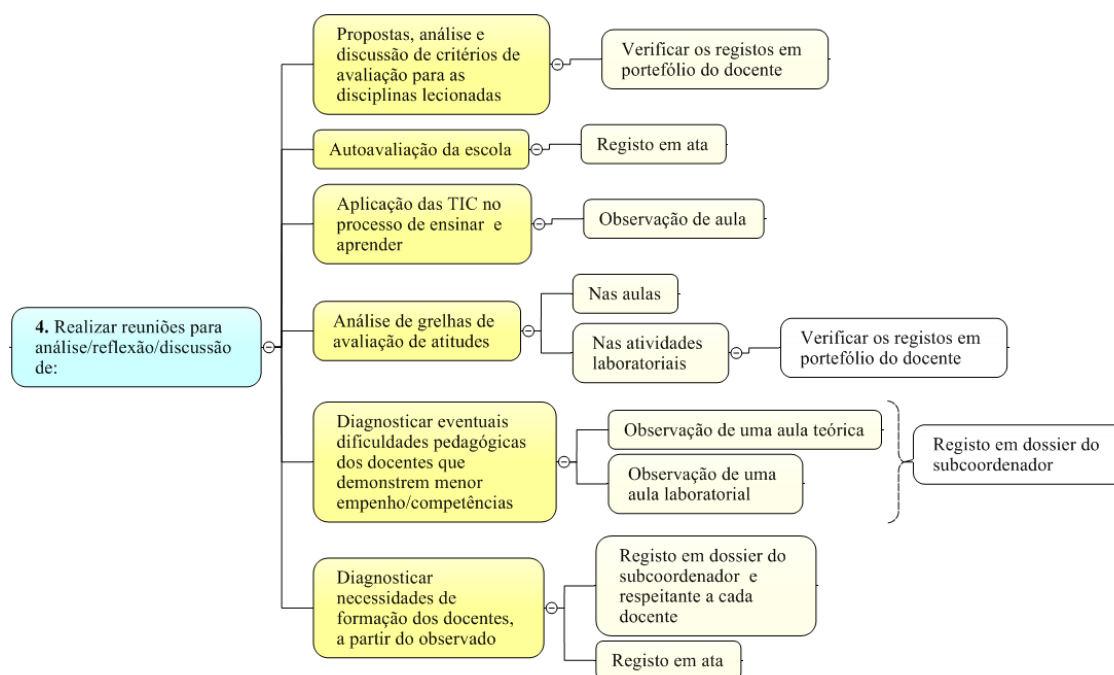 4. Realizar reuniões para
análise/reflexão/discussão
de:
Propostas, análise e
discussão de critérios de
avaliação para as
disciplinas lecionadas
Verificar os registos em
portefólio do docente
Autoavaliação da escola
Registo em ata
Aplicação das TIC no
processo de ensinar e
aprender
Observação de aula
Análise de grelhas de
avaliação de atitudes
Nas aulas
Nas atividades
laboratoriais
Verificar os registos em
portefólio do docente
Diagnosticar eventuais
dificuldades pedagógicas
dos docentes que
demonstrem menor
empenho/competências
Observação de uma aula teórica
Observação de uma
aula laboratorial
Registo em dossier do
subcoordenador
Diagnosticar
necessidades de
formação dos docentes,
a partir do observado
Registo em dossier do
subcoordenador e
respeitante a cada
docente
Registo em ata